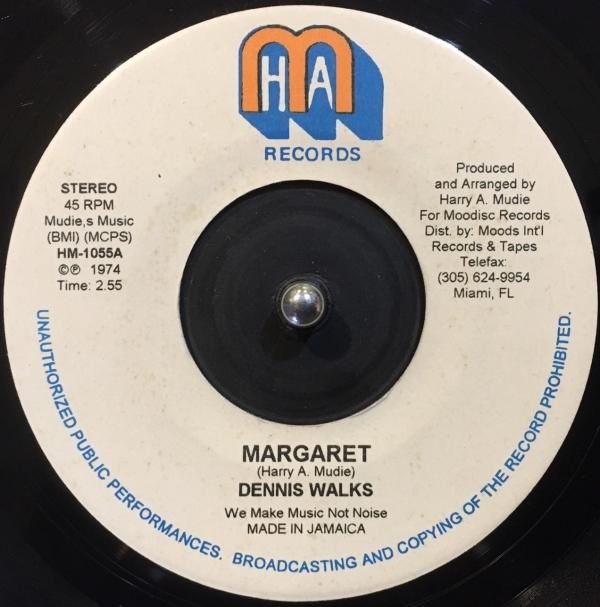 HAM
RECORDS
STEREO
45 RPM
Mudie,s Music
(BMI) (MCPS)
HM-1055A
©℗ 1974
Time: 2.55
Produced
and Arranged by
Harry A. Mudie
For Moodisc Records
Dist. by: Moods Int'l
Records & Tapes
Telefax:
(305) 624-9954
Miami, FL
MARGARET
(Harry A. Mudie)
DENNIS WALKS
We Make Music Not Noise
MADE IN JAMAICA
UNAUTHORIZED PUBLIC PERFORMANCES. BROADCASTING AND COPYING OF THE RECORD PROHIBITED.